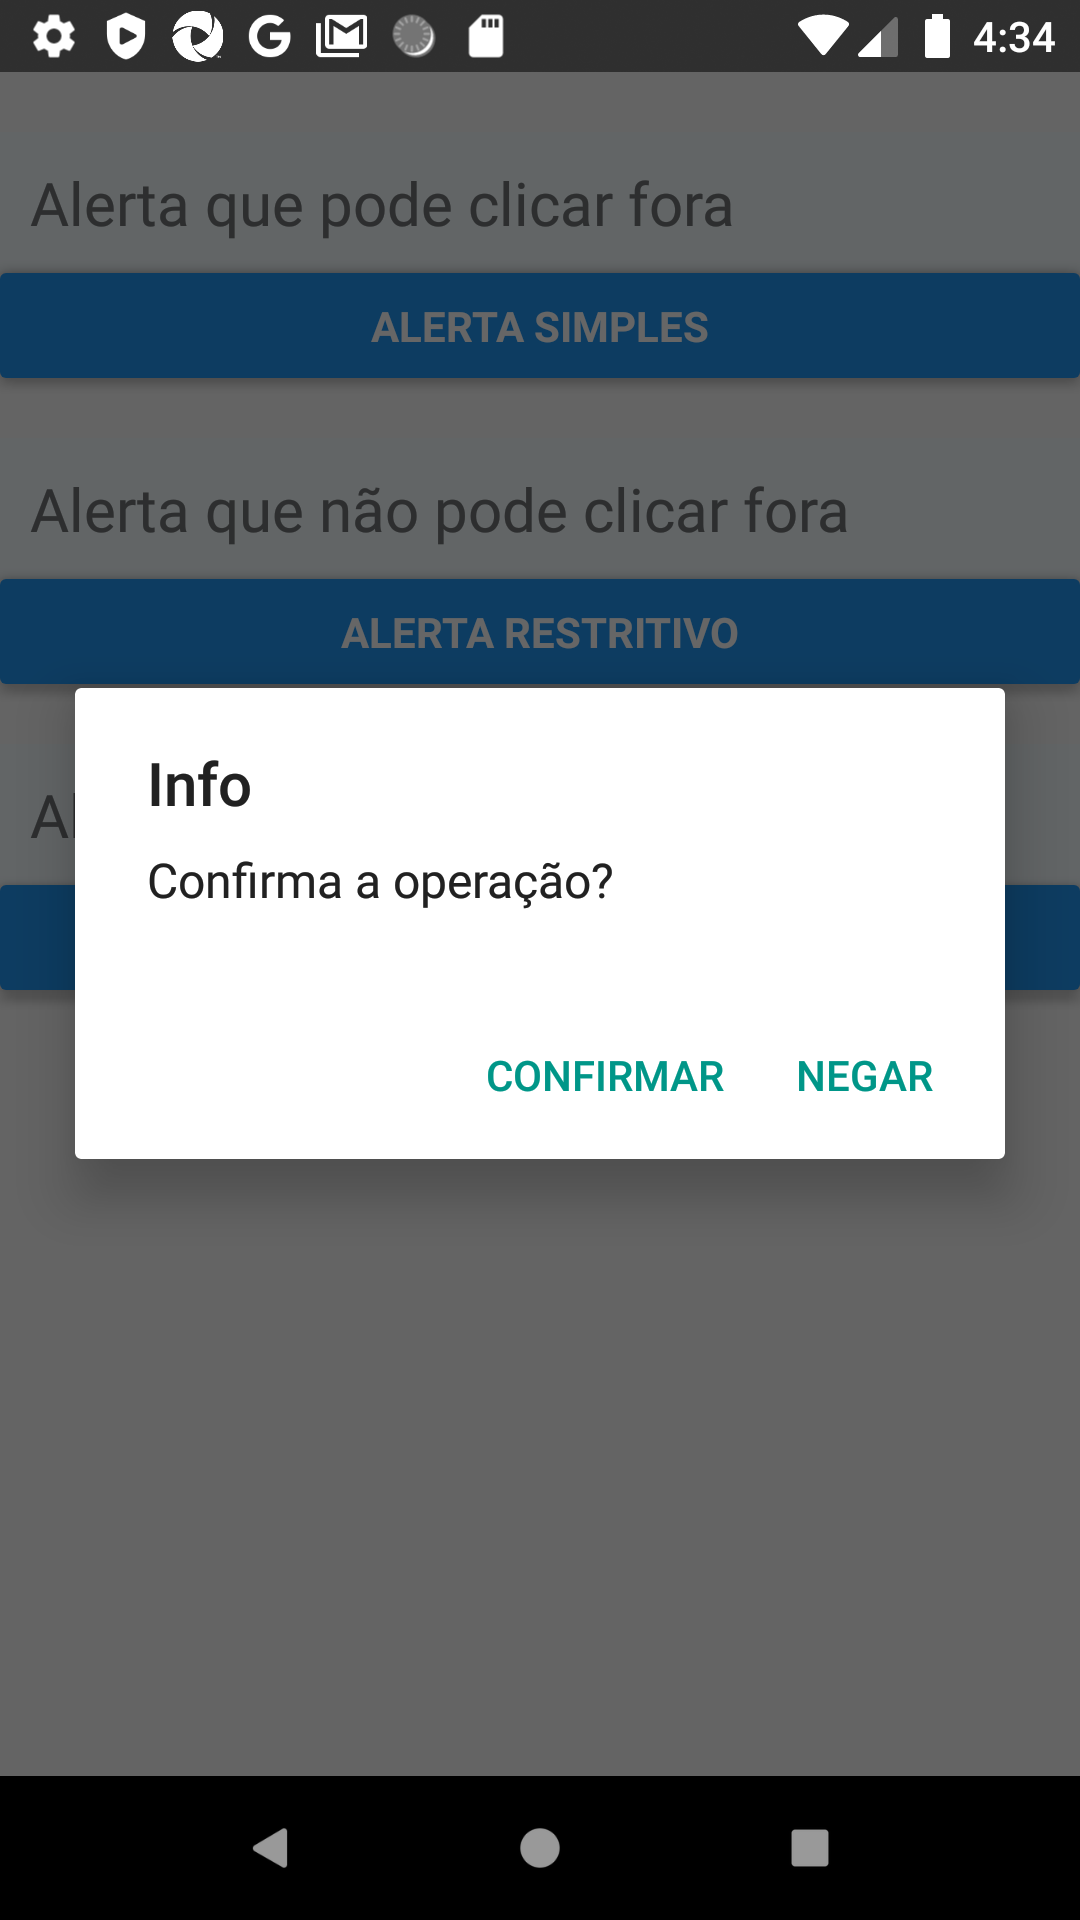 4:34
Alerta que pode clicar fora
ALERTA SIMPLES
Alerta que não pode clicar fora
ALERTA RESTRITIVO
Info
Confirma a operação?
CONFIRMAR NEGAR